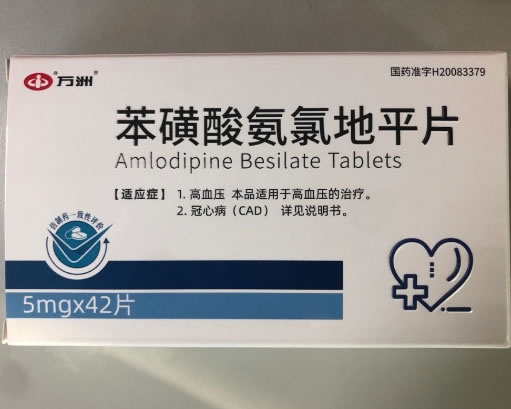 万洲
国药准字H20083379
苯磺酸氨氯地平片
Amlodipine Besilate Tablets
【适应症】 1. 高血压 本品适用于高血压的治疗。
2. 冠心病（CAD） 详见说明书。
仿制药一致性评价
5mgx42片